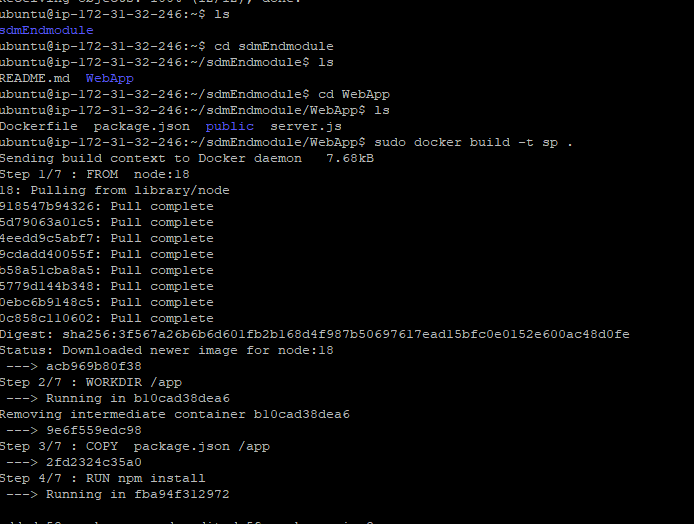 ubuntu@ip-172-31-32-246:~$ ls
sdmEndmodule
ubuntu@ip-172-31-32-246:~$ cd sdmEndmodule
ubuntu@ip-172-31-32-246:~/sdmEndmodule$ ls
README.md  WebApp
ubuntu@ip-172-31-32-246:~/sdmEndmodule$ cd WebApp
ubuntu@ip-172-31-32-246:~/sdmEndmodule/WebApp$ ls
Dockerfile  package.json  public  server.js
ubuntu@ip-172-31-32-246:~/sdmEndmodule/WebApp$ sudo docker build -t sp .
Sending build context to Docker daemon   7.68kB
Step 1/7 : FROM  node:18
18: Pulling from library/node
918547b94326: Pull complete
5d79063a01c5: Pull complete
4eedd9c5abf7: Pull complete
9cdadd40055f: Pull complete
b58a51cba8a5: Pull complete
5779d144b348: Pull complete
0ebc6b9148c5: Pull complete
0c858c110602: Pull complete
Digest: sha256:3f567a26b6b6d601fb2b168d4f987b50697617ead15bfc0e0152e600ac48d0fe
Status: Downloaded newer image for node:18
 ---> acb969b80f38
Step 2/7 : WORKDIR /app
 ---> Running in b10cad38dea6
Removing intermediate container b10cad38dea6
 ---> 9e6f559edc98
Step 3/7 : COPY  package.json /app
 ---> 2fd2324c35a0
Step 4/7 : RUN npm install
 ---> Running in fba94f312972